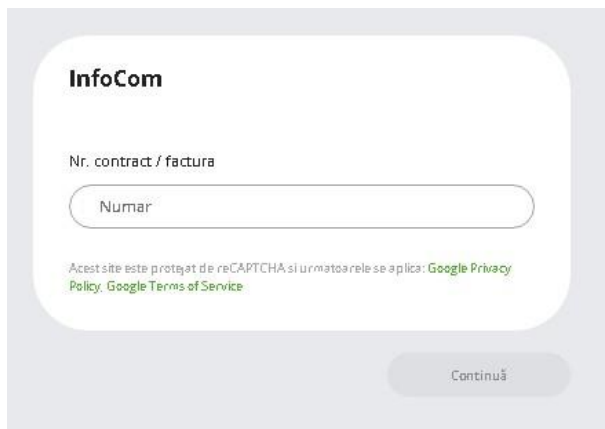 InfoCom
Nr. contract / factura
Numar
Acest site este protejat de reCAPTCHA si urmatoarele se aplica: Google Privacy
Policy, Google Terms of Service
Continuă